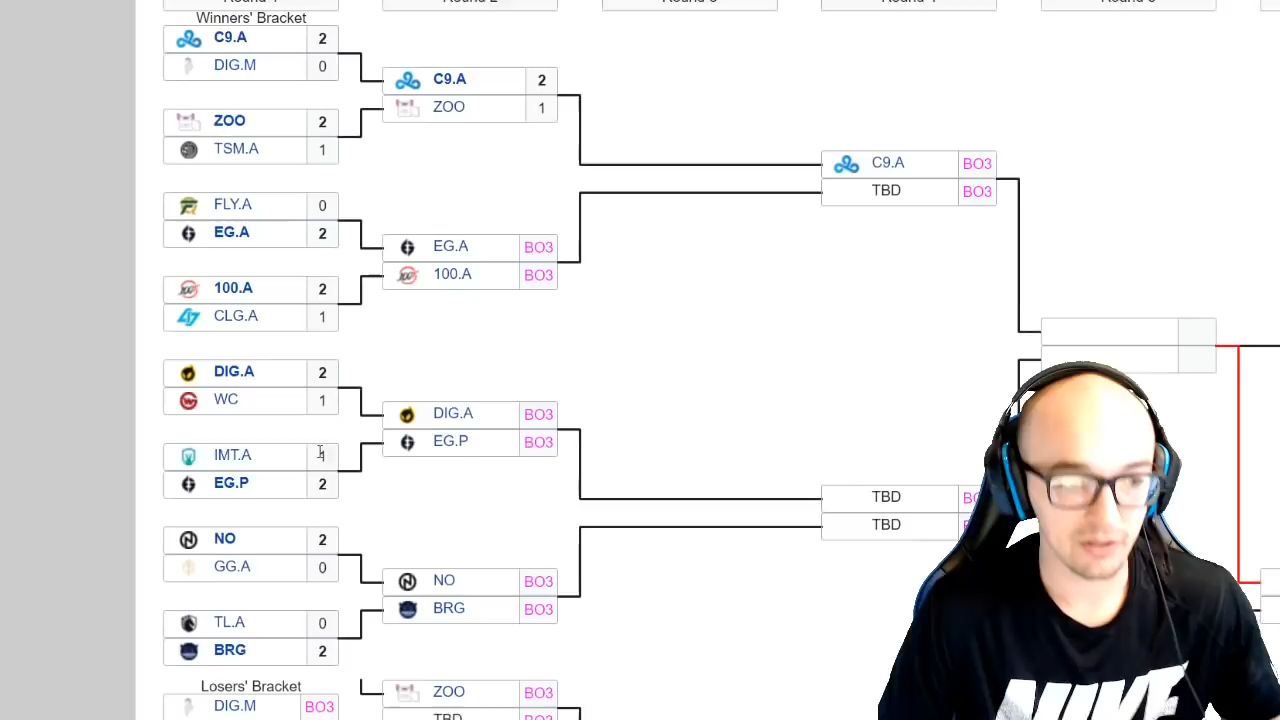 Winners' Bracket
C9.A 2
DIG.M 0
ZOO 2
TSM.A 1
FLY.A 0
EG.A 2
100.A 2
CLG.A 1
DIG.A 2
WC 1
IMT.A 1
EG.P 2
NO 2
GG.A 0
TL.A 0
BRG 2
Losers' Bracket
DIG.M BO3
C9.A 2
ZOO 1
EG.A BO3
100.A BO3
DIG.A BO3
EG.P BO3
NO BO3
BRG BO3
ZOO BO3
TBD BO3
C9.A BO3
TBD BO3
TBD
TBD
NIKE